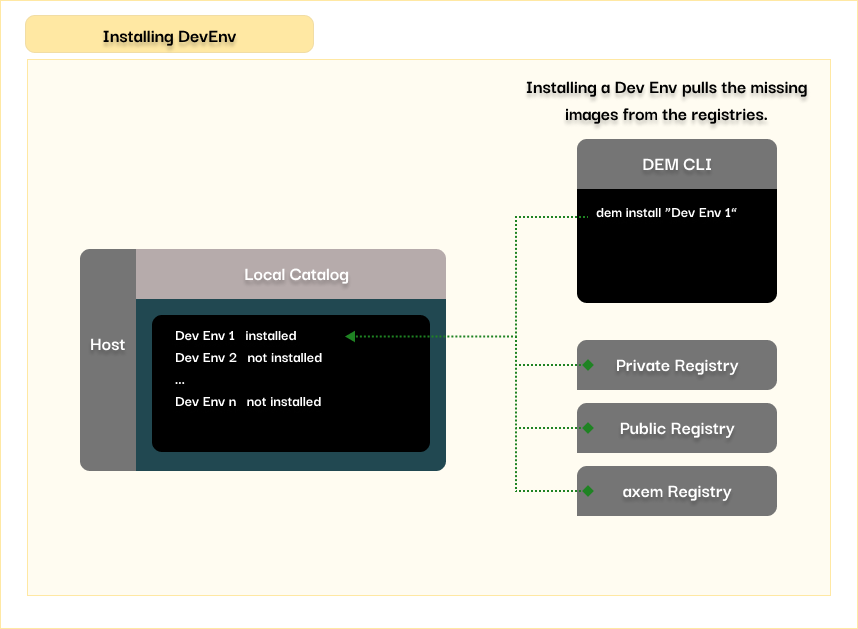 Installing DevEnv
Installing a Dev Env pulls the missing
images from the registries.
DEM CLI
dem install "Dev Env 1"
Local Catalog
Host
Dev Env 1 installed
Dev Env 2 not installed
...
Dev Env n not installed
Private Registry
Public Registry
axem Registry